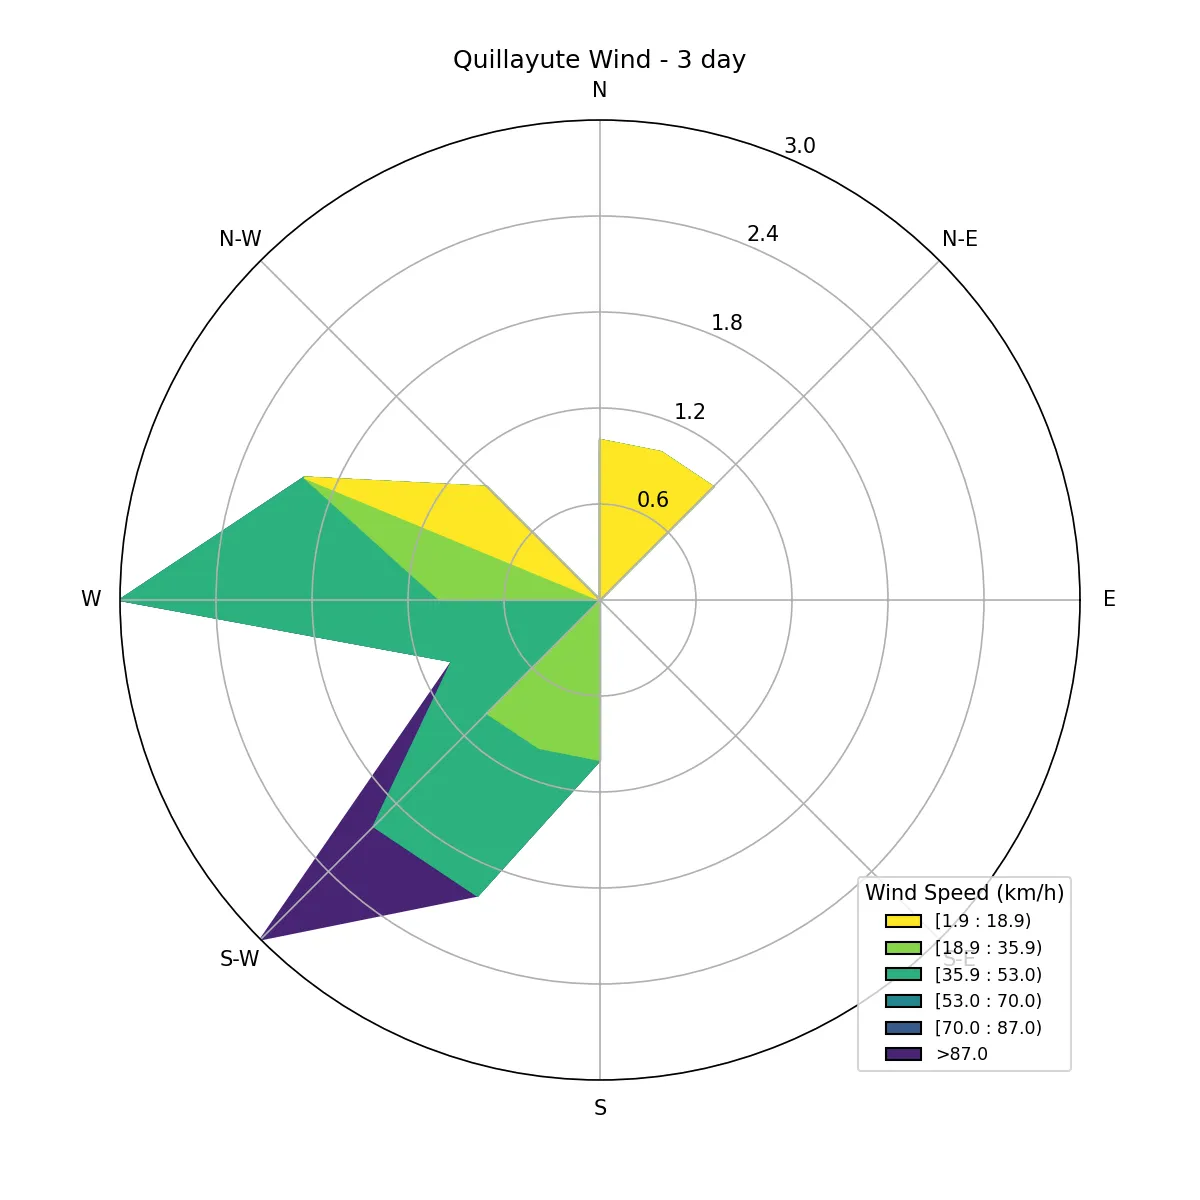 Quillayute Wind - 3 day
N
3.0
N-W
2.4
N-E
1.8
1.2
0.6
W
E
Wind Speed (km/h)
[1.9 : 18.9)
[18.9 : 35.9)
S-W
S-E
[35.9 : 53.0)
[53.0 : 70.0)
[70.0 : 87.0)
>87.0
S